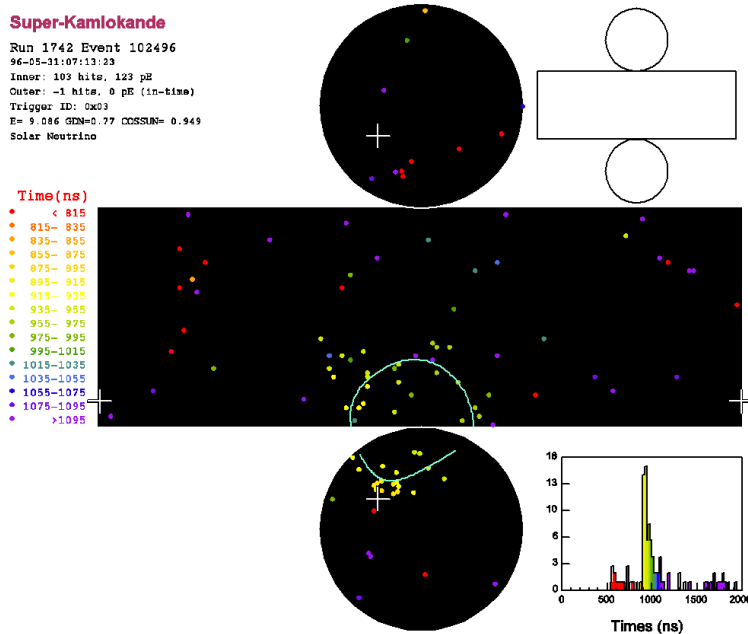 Super-Kamiokande
Run 1742 Event 102496
96-05-31:07:13:23
Inner: 103 hits, 123 pE
Outer: -1 hits, 0 pE (in-time)
Trigger ID: 0x03
E= 9.086 GDN=0.77 COSSUN= 0.949
Solar Neutrino
Time(ns)
< 815
815- 835
835- 855
855- 875
875- 895
895- 915
915- 935
935- 955
955- 975
975- 995
995-1015
1015-1035
1035-1055
1055-1075
1075-1095
>1095
18
13
10
6
3
0
0 500 1000 1500 2000
Times (ns)